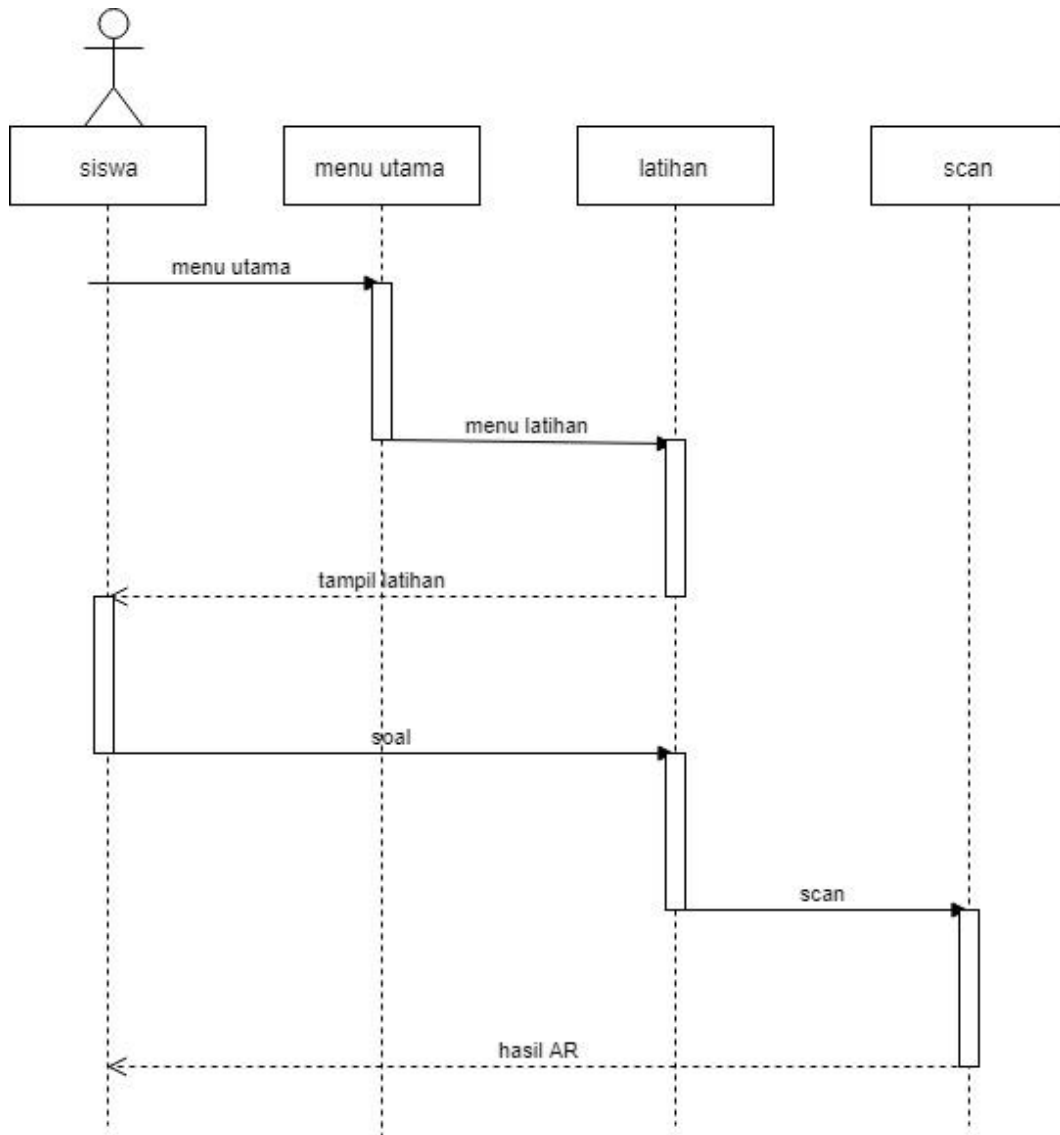 siswa
menu utama
latihan
scan
menu utama
menu latihan
tampil latihan
soal
scan
hasil AR